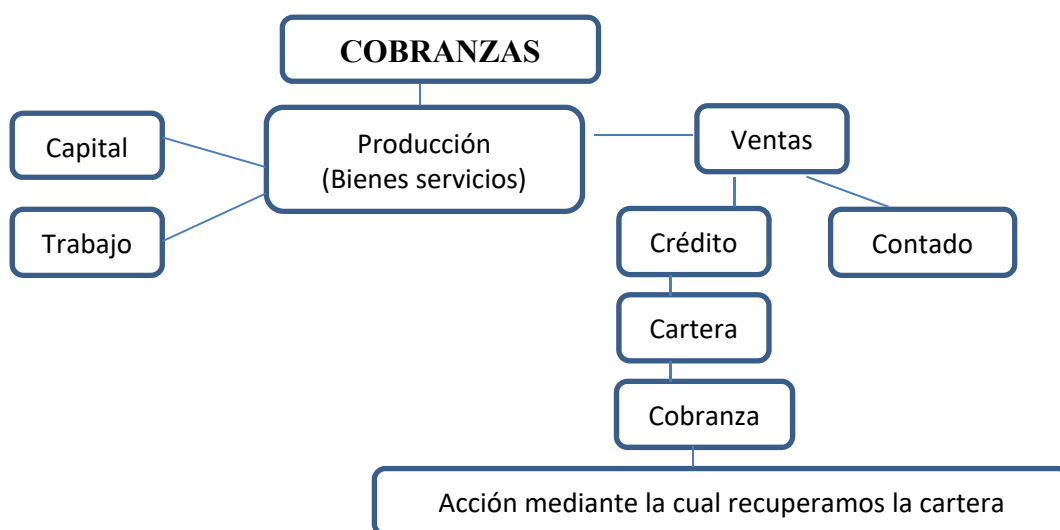 COBRANZAS
Capital
Producción
(Bienes servicios)
Ventas
Trabajo
Crédito
Contado
Cartera
Cobranza
Acción mediante la cual recuperamos la cartera